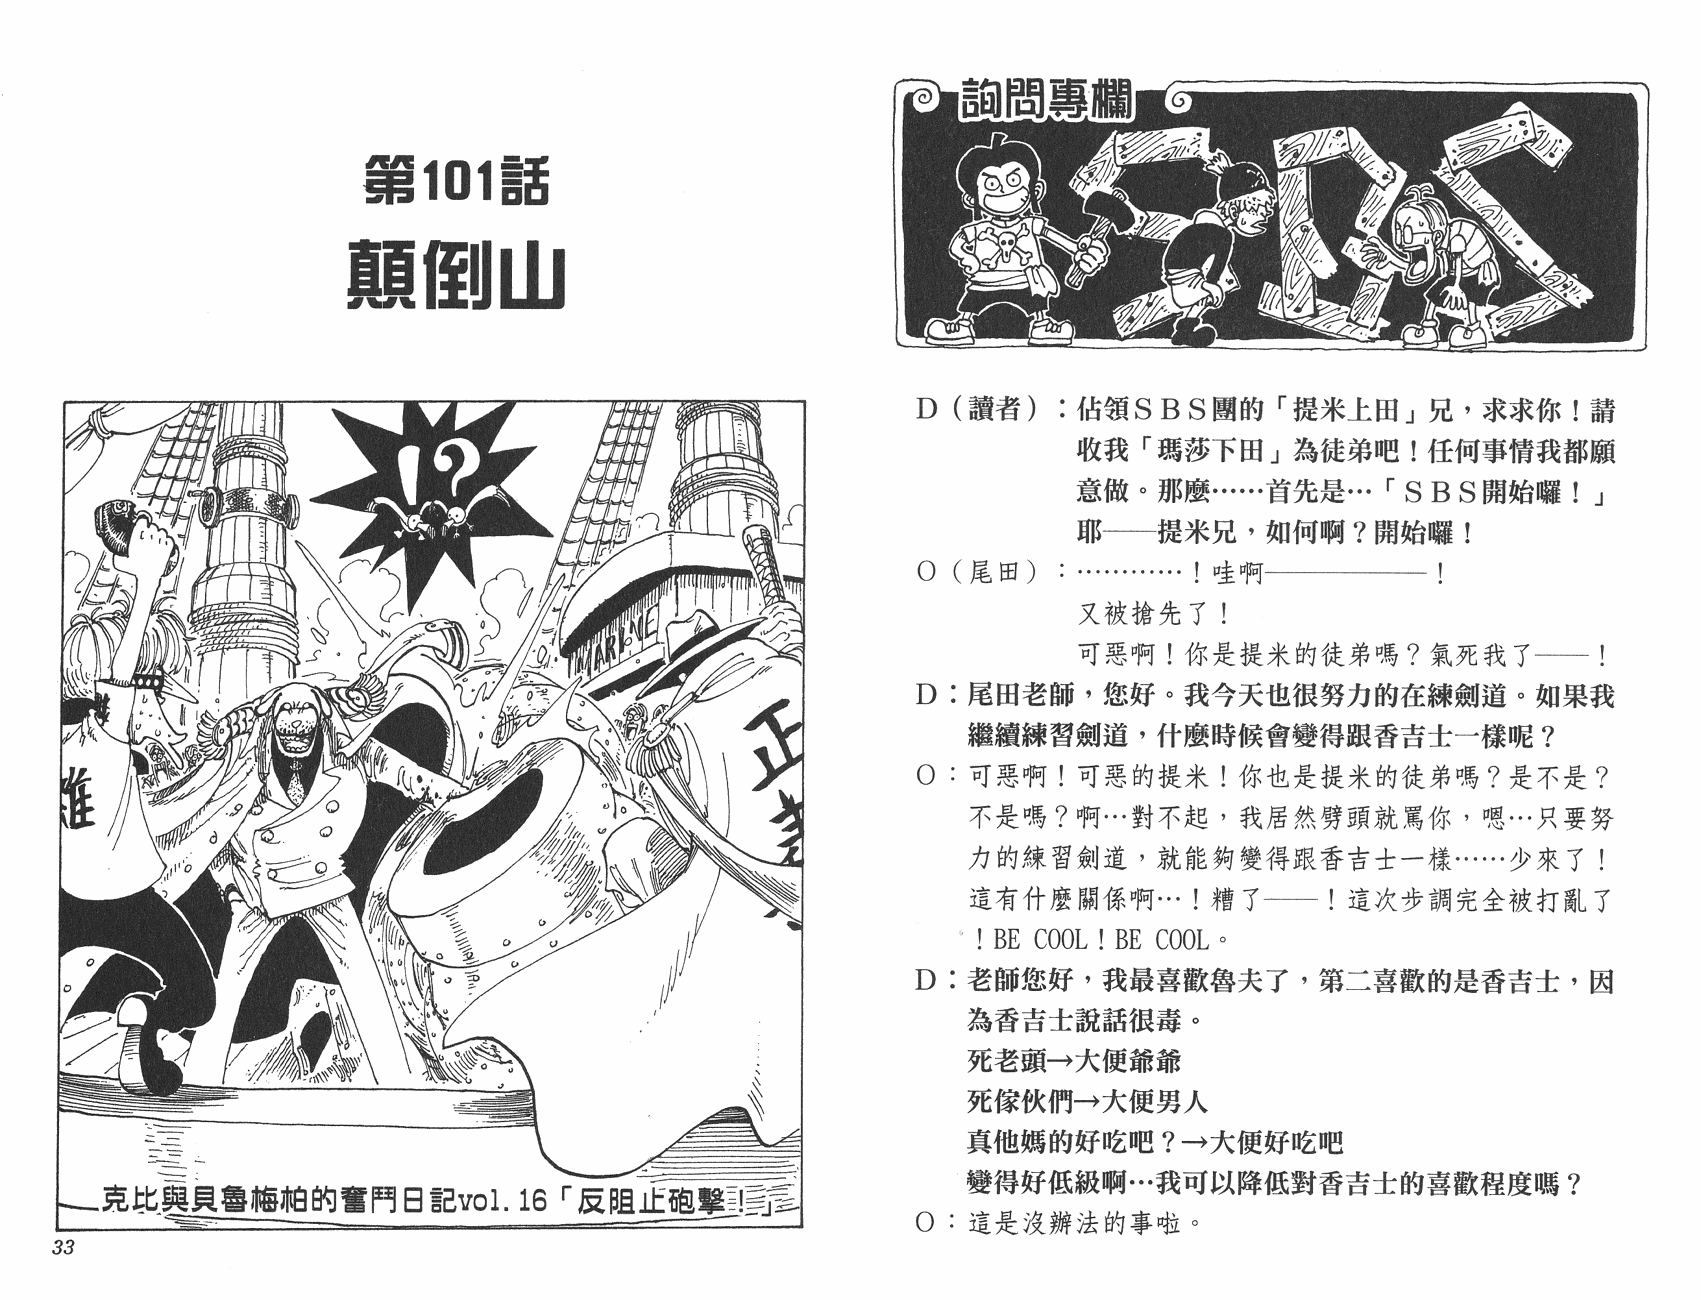 詢問專欄
SBS
D（讀者）：佔領ＳＢＳ團的「提米上田」兄，求求你！請
收我「瑪莎下田」為徒弟吧！任何事情我都願
意做。那麼……首先是…「ＳＢＳ開始囉！」
耶——提米兄，如何啊？開始囉！
O（尾田）：…………！哇啊——————！
又被搶先了！
可惡啊！你是提米的徒弟嗎？氣死我了——！
D：尾田老師，您好。我今天也很努力的在練劍道。如果我
繼續練習劍道，什麼時候會變得跟香吉士一樣呢？
O：可惡啊！可惡的提米！你也是提米的徒弟嗎？是不是？
不是嗎？啊…對不起，我居然劈頭就罵你，嗯…只要努
力的練習劍道，就能夠變得跟香吉士一樣……少來了！
這有什麼關係啊…！糟了——！這次步調完全被打亂了
！BE COOL！BE COOL。
D：老師您好，我最喜歡魯夫了，第二喜歡的是香吉士，因
為香吉士說話很毒。
死老頭→大便爺爺
死傢伙們→大便男人
真他媽的好吃吧？→大便好吃吧
變得好低級啊…我可以降低對香吉士的喜歡程度嗎？
O：這是沒辦法的事啦。
第101話
顛倒山
!?
MARINE
正義
雑
克比與貝魯梅柏的奮鬥日記vol.16「反阻止砲擊！」
33